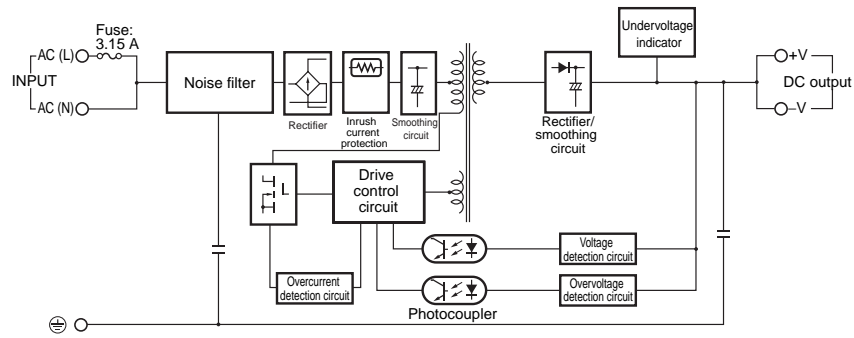 Fuse:
3.15 A
AC (L)
INPUT
AC (N)
Noise filter
Rectifier
Inrush
current
protection
Smoothing
circuit
Rectifier/
smoothing
circuit
Undervoltage
indicator
+V
DC output
–V
Drive
control
circuit
Overcurrent
detection circuit
Voltage
detection circuit
Overvoltage
detection circuit
Photocoupler